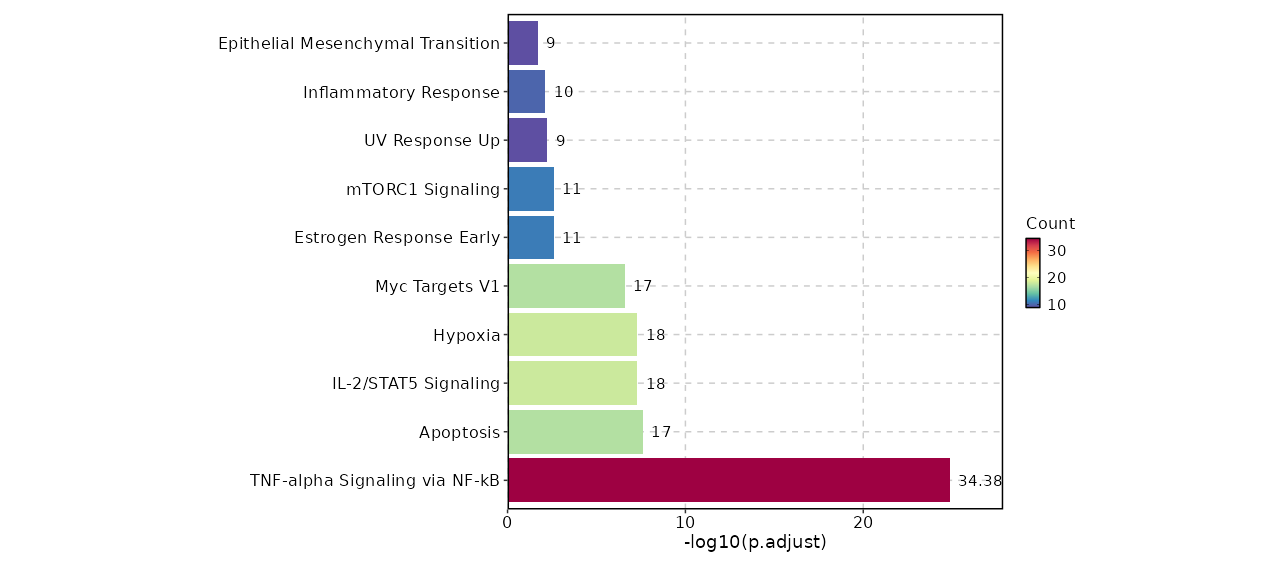 Epithelial Mesenchymal Transition 9
Inflammatory Response 10
UV Response Up 9
mTORC1 Signaling 11
Estrogen Response Early 11
Myc Targets V1 17
Hypoxia 18
IL-2/STAT5 Signaling 18
Apoptosis 17
TNF-alpha Signaling via NF-kB 34.38
0 10 20
-log10(p.adjust)
Count
30
20
10